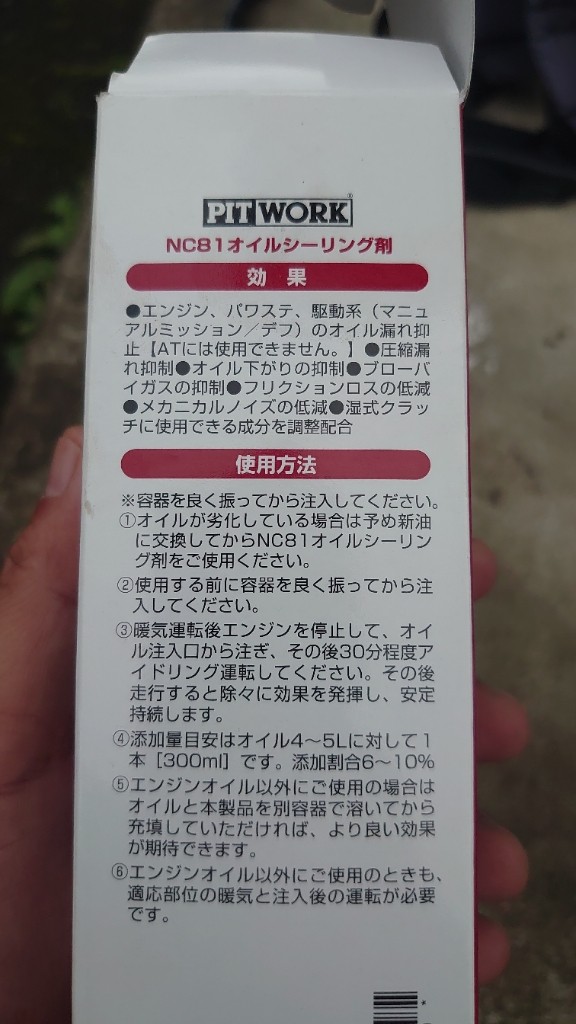 PIT WORK®
NC81オイルシーリング剤
効果
●エンジン、パワステ、駆動系（マニュ
アルミッション／デフ）のオイル漏れ抑
止【ATには使用できません。】●圧縮漏
れ抑制●オイル下がりの抑制●ブローバ
イガスの抑制●フリクションロスの低減
●メカニカルノイズの低減●湿式クラッ
チに使用できる成分を調整配合
使用方法
※容器を良く振ってから注入してください。
①オイルが劣化している場合は予め新油
に交換してからNC81オイルシーリン
グ剤をご使用ください。
②使用する前に容器を良く振ってから注
入してください。
③暖気運転後エンジンを停止して、オイ
ル注入口から注ぎ、その後30分程度ア
イドリング運転してください。その後
走行すると除々に効果を発揮し、安定
持続します。
④添加量目安はオイル4〜5Lに対して1
本［300ml］です。添加割合6〜10%
⑤エンジンオイル以外にご使用の場合は
オイルと本製品を別容器で溶いてから
充填していただければ、より良い効果
が期待できます。
⑥エンジンオイル以外にご使用のときも、
適応部位の暖気と注入後の運転が必要
です。